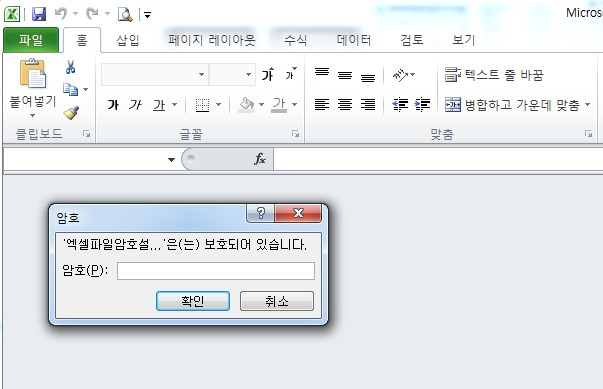 Micros
파일 홈 삽입 페이지 레이아웃 수식 데이터 검토 보기
붙여넣기
가 가 가 가 가
가
텍스트 줄 바꿈
병합하고 가운데 맞춤
클립보드 글꼴 맞춤
fx
암호
'엑셀파일암호설...'은(는) 보호되어 있습니다.
암호(P):
확인 취소